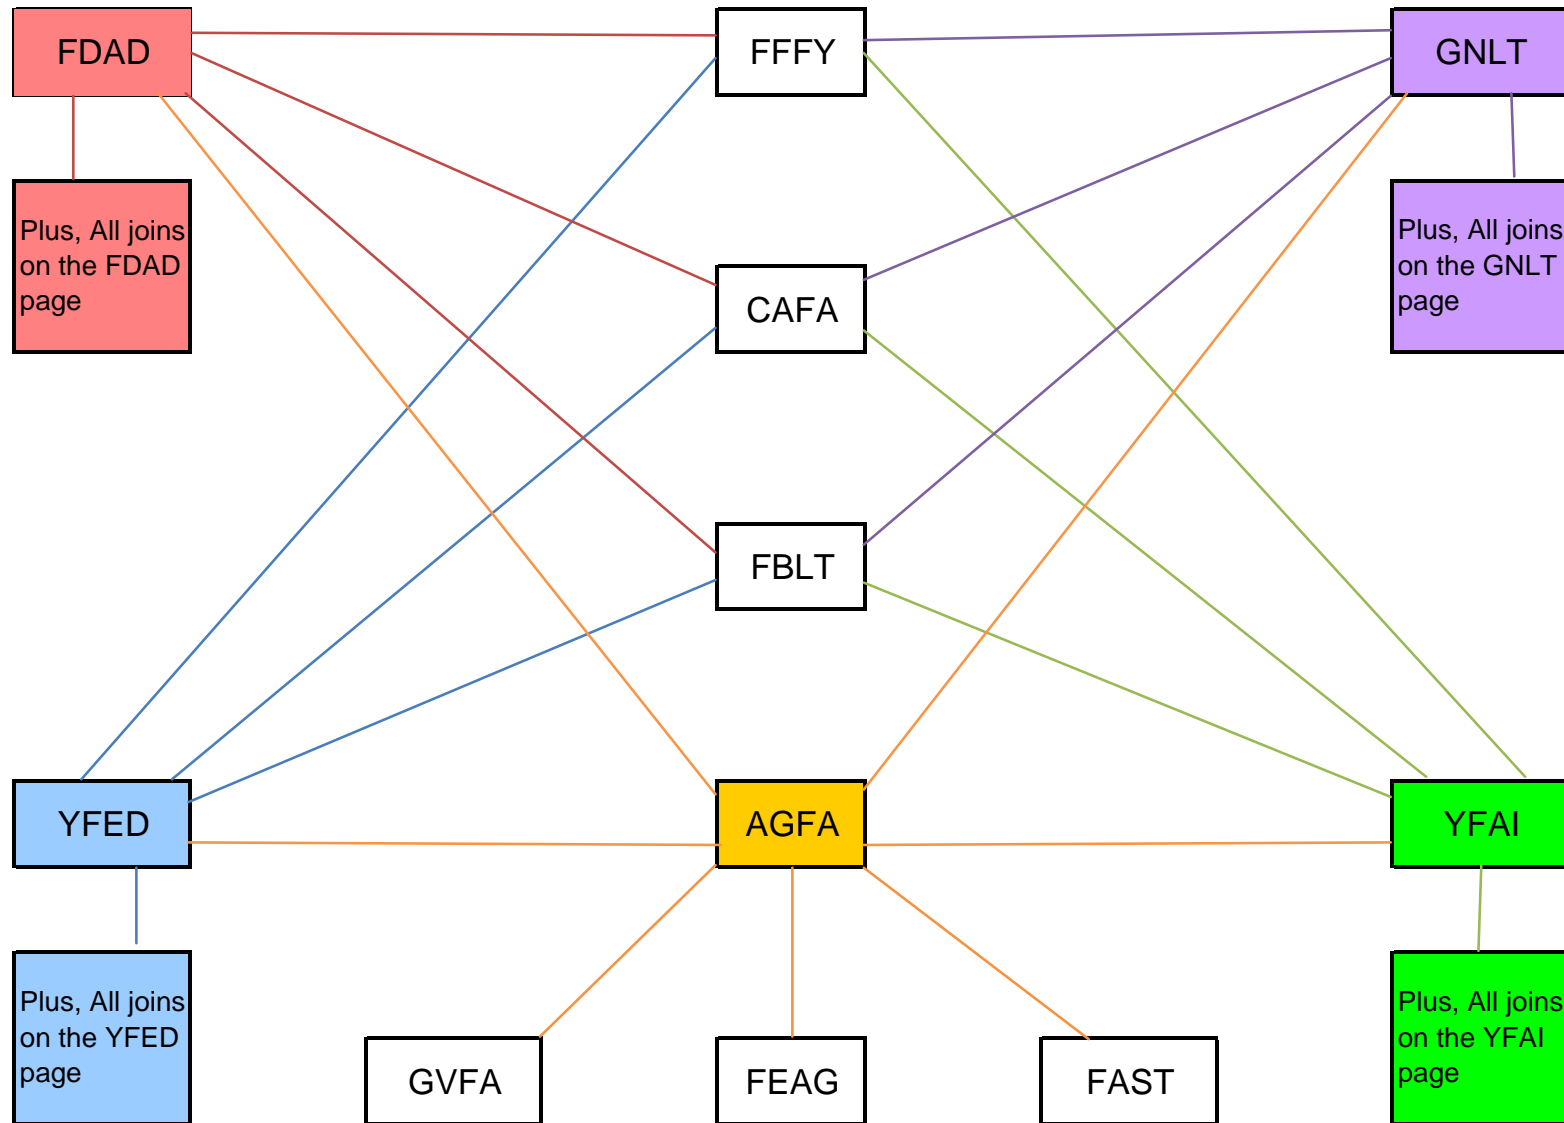 FDAD
FFFY
GNLT
Plus, All joins
on the FDAD
page
Plus, All joins
on the GNLT
page
CAFA
FBLT
YFED
AGFA
YFAI
Plus, All joins
on the YFED
page
Plus, All joins
on the YFAI
page
GVFA
FEAG
FAST